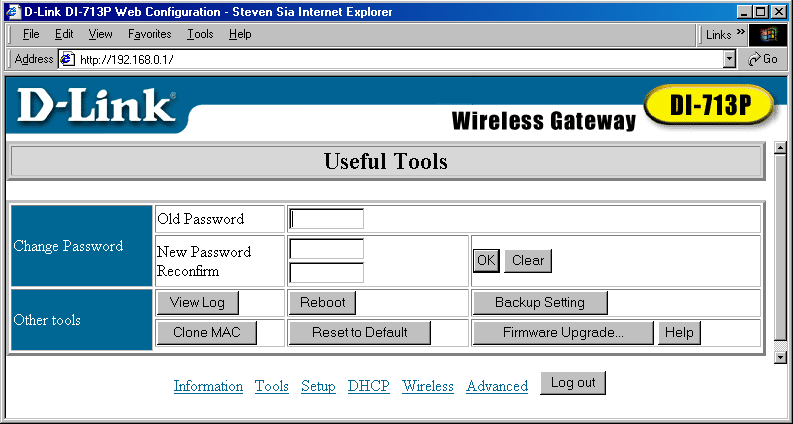 D-Link DI-713P Web Configuration - Steven Sia Internet Explorer
File Edit View Favorites Tools Help Links »
Address http://192.168.0.1/ Go
D-Link® Wireless Gateway DI-713P
Useful Tools
Change Password
Old Password
New Password
Reconfirm
OK Clear
Other tools
View Log Reboot Backup Setting
Clone MAC Reset to Default Firmware Upgrade... Help
Information Tools Setup DHCP Wireless Advanced Log out